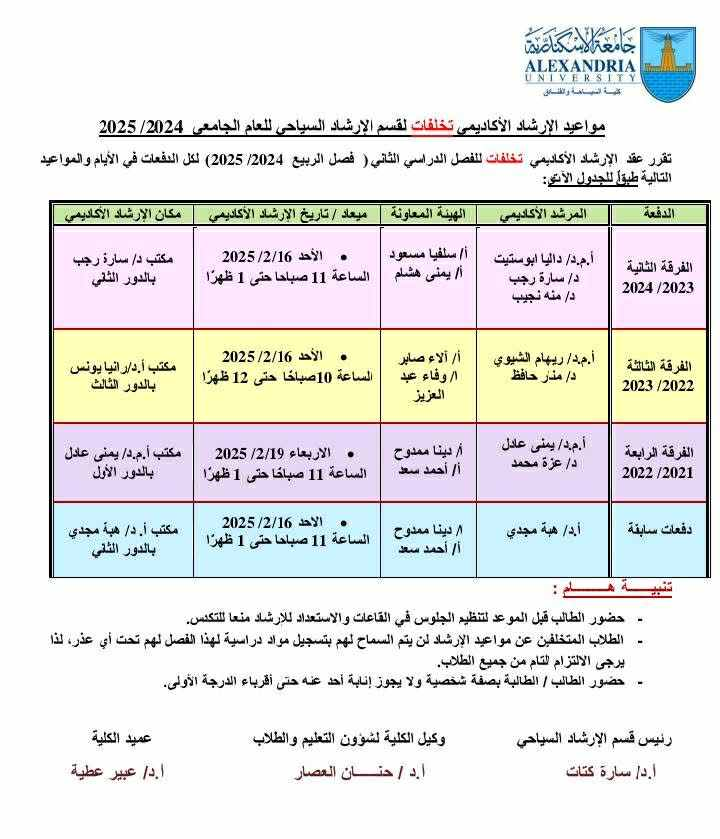 جامعة الإسكندرية
ALEXANDRIA
UNIVERSITY
كلية السياحة والفنادق
مواعيد الإرشاد الأكاديمي تخلفات لقسم الإرشاد السياحي للعام الجامعي 2024/ 2025
تقرر عقد الإرشاد الأكاديمي تخلفات للفصل الدراسي الثاني ( فصل الربيع 2024/ 2025) لكل الدفعات في الأيام والمواعيد
التالية طبقًا للجدول الآتي:
الدفعة المرشد الأكاديمي الهيئة المعاونة ميعاد / تاريخ الإرشاد الأكاديمي مكان الإرشاد الأكاديمي
الفرقة الثانية
2023/ 2024
أ.م.د/ داليا ابوستيت
د/ سارة رجب
د/ منه نجيب
أ/ سلفيا مسعود
أ/ يمنى هشام
• الأحد 2/16/ 2025
الساعة 11 صباحا حتى 1 ظهرًا
مكتب د/ سارة رجب
بالدور الثاني
الفرقة الثالثة
2022/ 2023
أ.م.د/ ريهام الشيوي
د/ منار حافظ
أ/ آلاء صابر
ا/ وفاء عبد
العزيز
• الأحد 2/16/ 2025
الساعة 10صباحًا حتى 12 ظهرًا
مكتب أ.د/رانيا يونس
بالدور الثالث
الفرقة الرابعة
2021/ 2022
أ.م.د/ يمنى عادل
د/ عزة محمد
أ/ دينا ممدوح
أ/ أحمد سعد
• الاربعاء 2/19/ 2025
الساعة 11 صباحًا حتى 1 ظهرًا
مكتب أ.م.د/ يمنى عادل
بالدور الأول
دفعات سابقة
أ.د/ هبة مجدي
ا/ دينا ممدوح
أ/ أحمد سعد
• الاحد 2/16/ 2025
الساعة 11 صباحًا حتى 1 ظهرًا
مكتب أ.د/ هبة مجدي
بالدور الثاني
تنبيـــــة هـــــــام :
- حضور الطالب قبل الموعد لتنظيم الجلوس في القاعات والاستعداد للإرشاد منعا للتكدس.
- الطلاب المتخلفين عن مواعيد الإرشاد لن يتم السماح لهم بتسجيل مواد دراسية لهذا الفصل لهم تحت أي عذر، لذا
يرجى الالتزام التام من جميع الطلاب.
- حضور الطالب / الطالبة بصفة شخصية ولا يجوز إنابة أحد عنه حتى أقرباء الدرجة الأولى.
رئيس قسم الإرشاد السياحي وكيل الكلية لشؤون التعليم والطلاب عميد الكلية
أ.د/ سارة كتات أ.د / حنـــان العصار أ.د/ عبير عطية